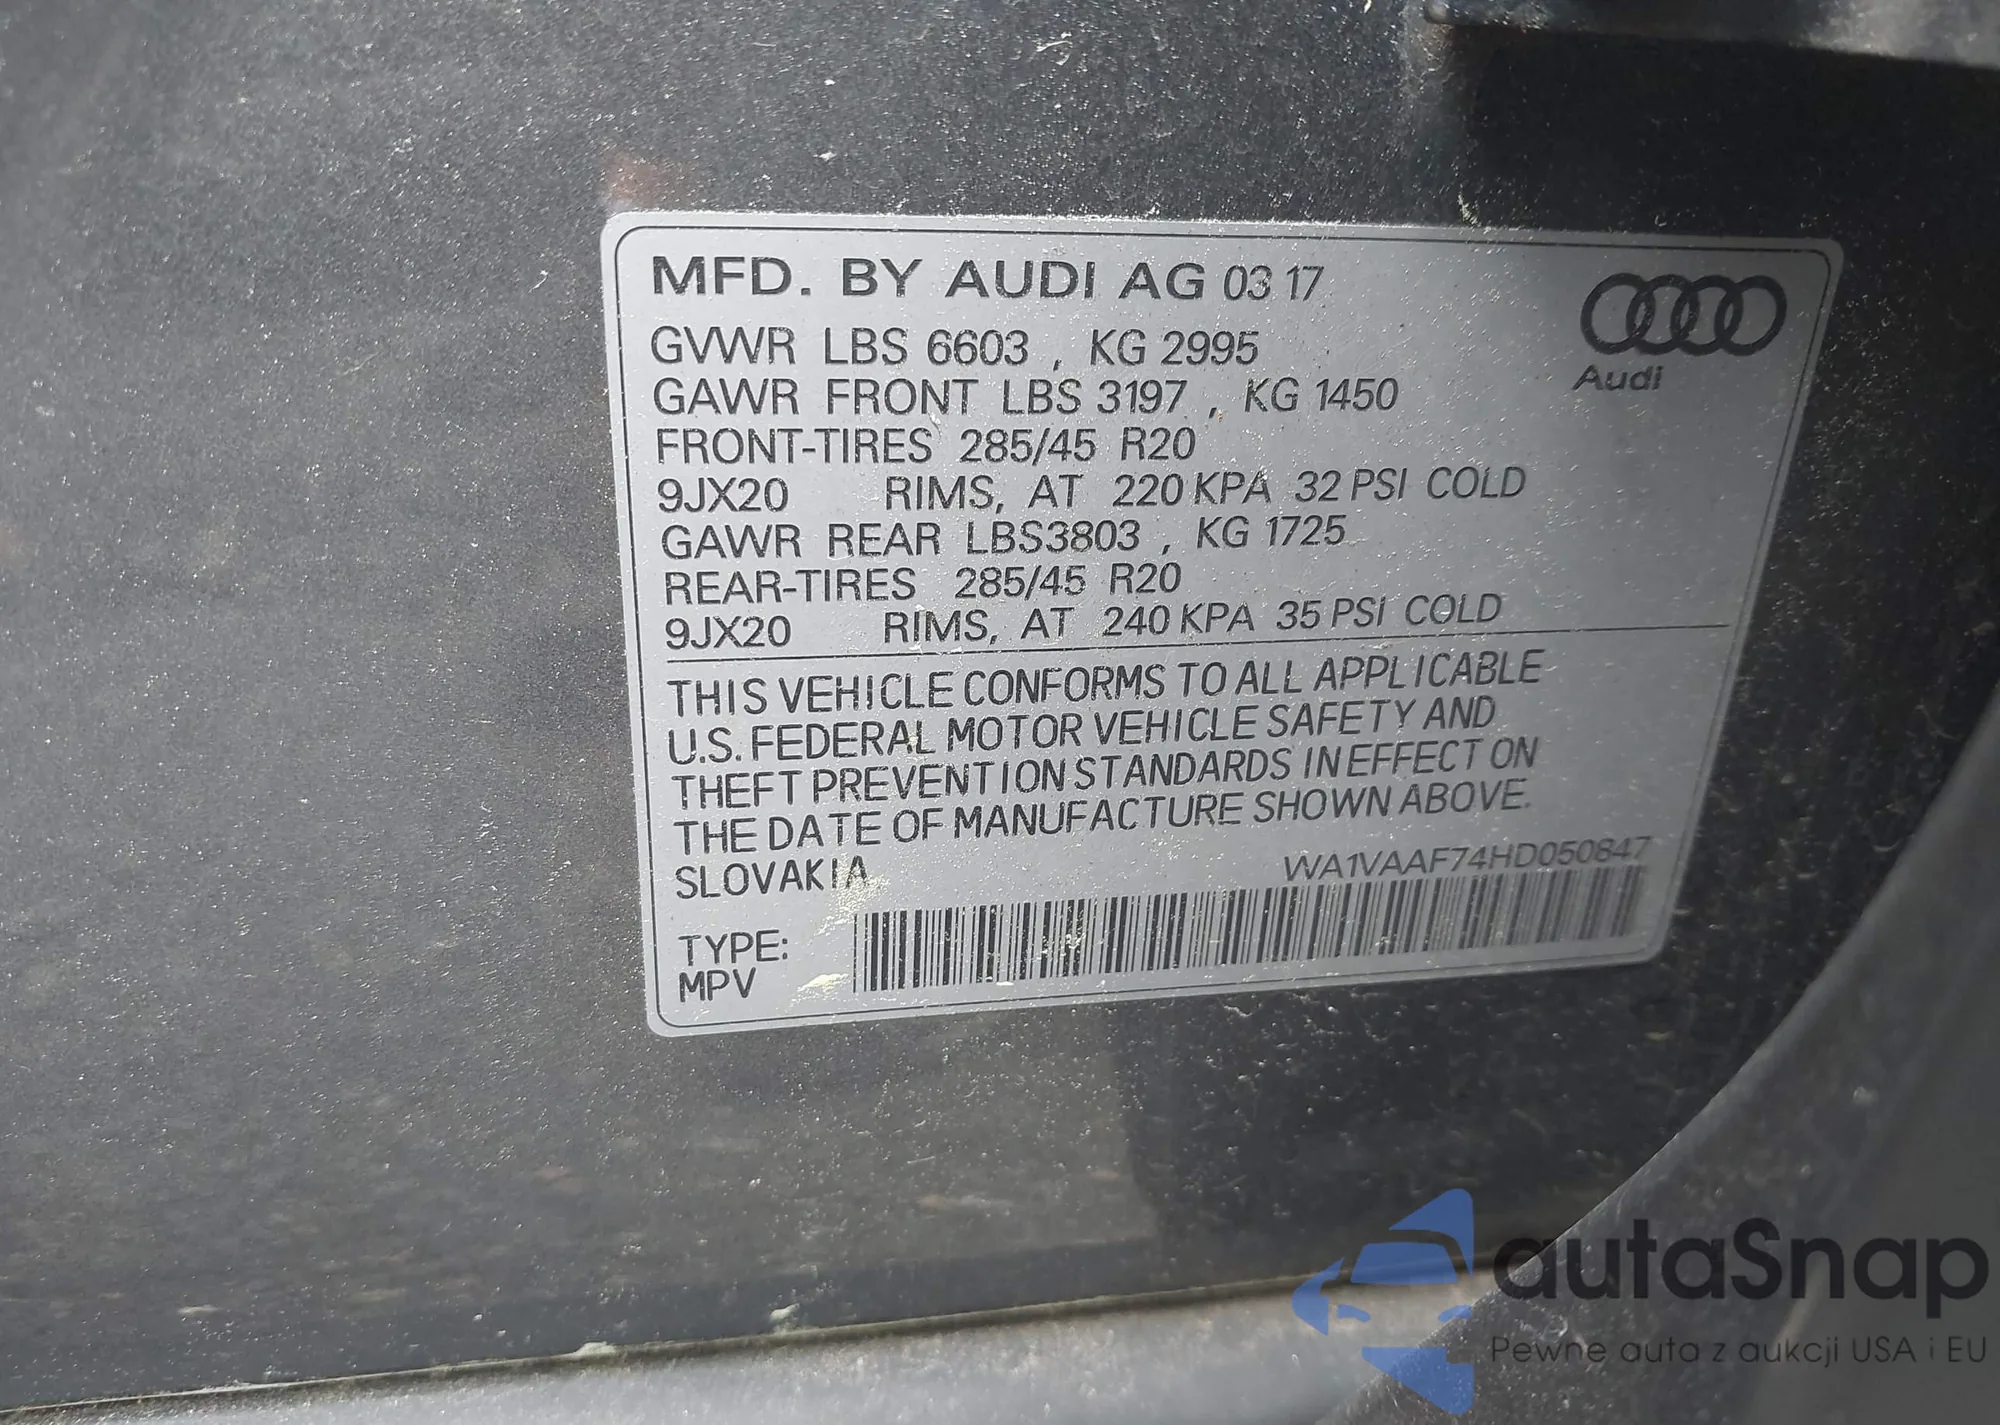 MFD. BY AUDI AG 03 17
GVWR LBS 6603 , KG 2995
GAWR FRONT LBS 3197 , KG 1450
FRONT-TIRES 285/45 R20
9JX20 RIMS, AT 220 KPA 32 PSI COLD
GAWR REAR LBS3803 , KG 1725
REAR-TIRES 285/45 R20
9JX20 RIMS, AT 240 KPA 35 PSI COLD
Audi
THIS VEHICLE CONFORMS TO ALL APPLICABLE
U.S. FEDERAL MOTOR VEHICLE SAFETY AND
THEFT PREVENTION STANDARDS IN EFFECT ON
THE DATE OF MANUFACTURE SHOWN ABOVE.
SLOVAKIA WA1VAAF74HD050847
TYPE:
MPV
autaSnap
Pewne auta z aukcji USA i EU